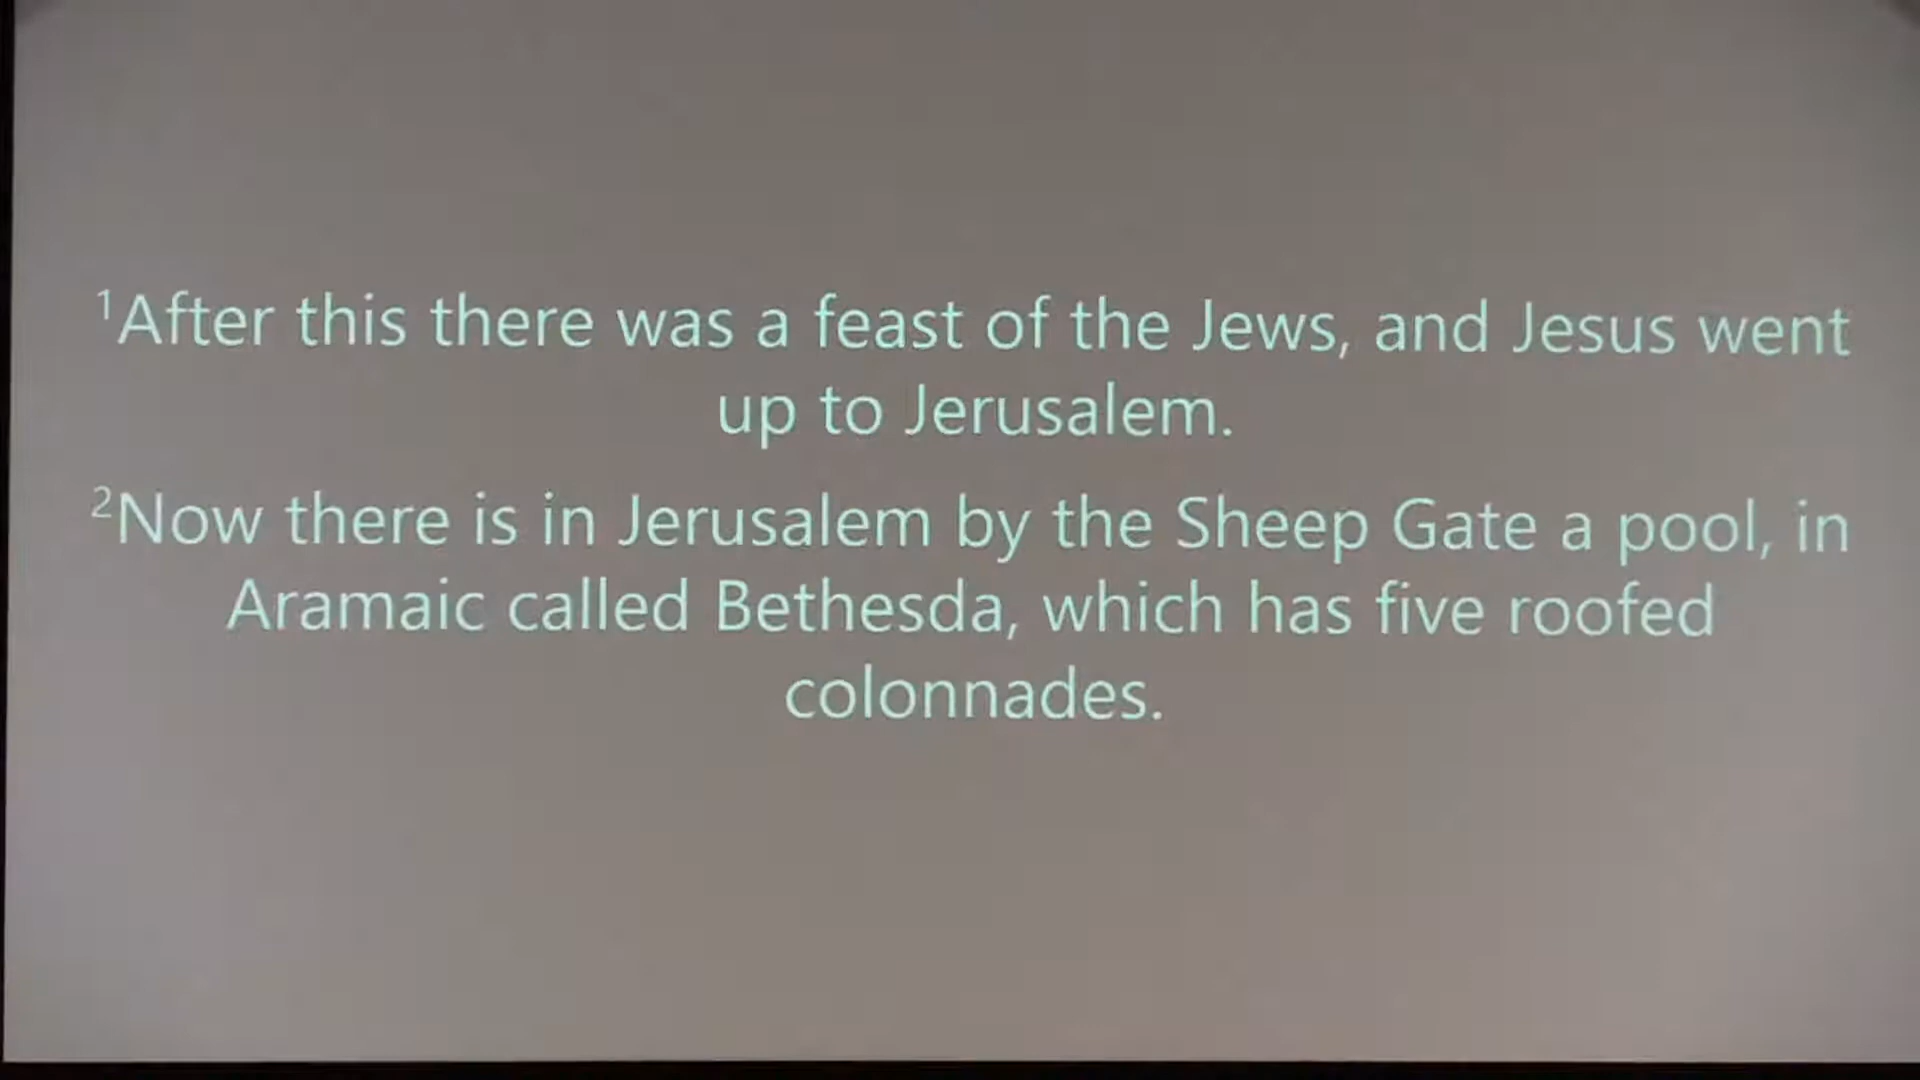 ¹After this there was a feast of the Jews, and Jesus went
up to Jerusalem.
²Now there is in Jerusalem by the Sheep Gate a pool, in
Aramaic called Bethesda, which has five roofed
colonnades.